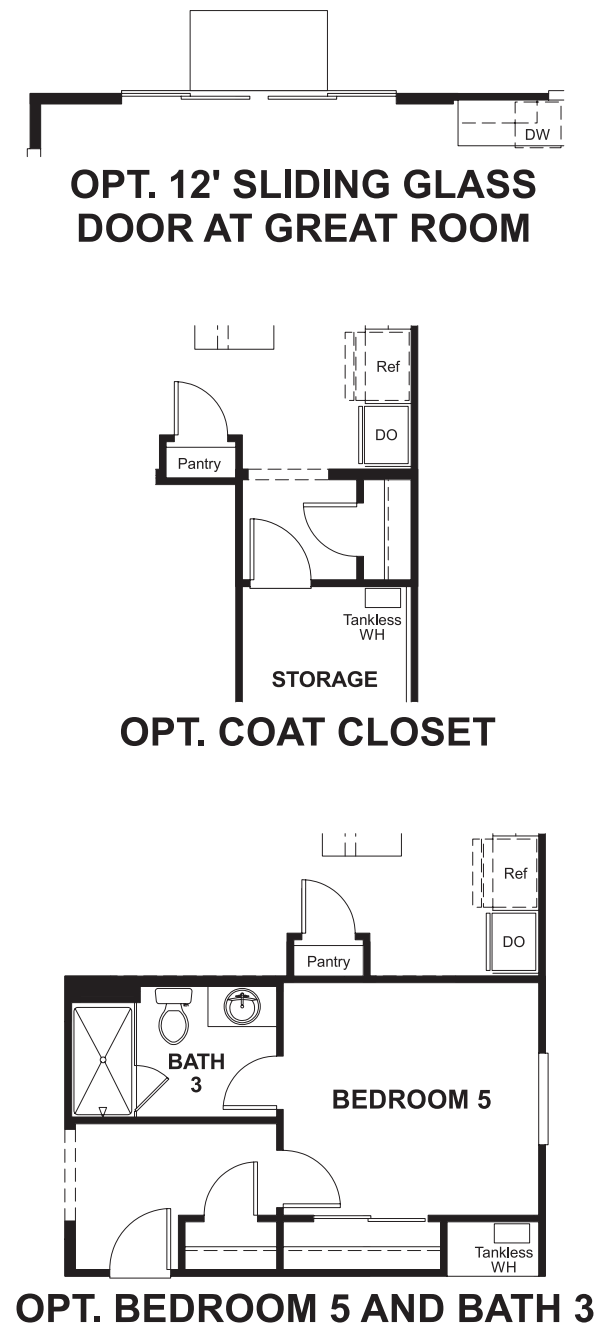 DW
OPT. 12' SLIDING GLASS
DOOR AT GREAT ROOM
Ref
DO
Pantry
Tankless
WH
STORAGE
OPT. COAT CLOSET
Ref
DO
Pantry
BATH
3
BEDROOM 5
Tankless
WH
OPT. BEDROOM 5 AND BATH 3